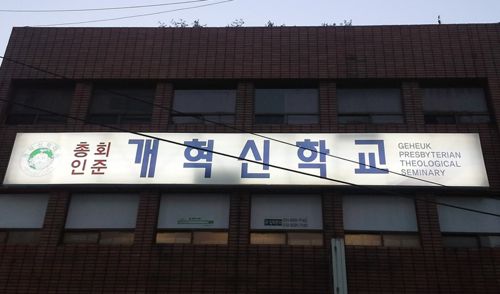 총회
인준
개혁신학교
GEHEUK
PRESBYTERIAN
THEOLOGICAL
SEMINARY